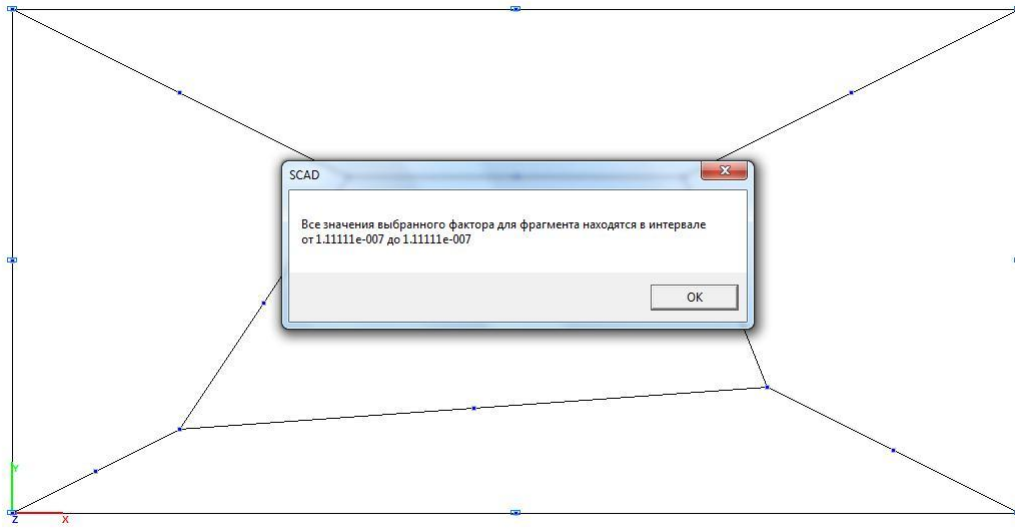 SCAD
Все значения выбранного фактора для фрагмента находятся в интервале
от 1.11111e-007 до 1.11111e-007
OK
Y
Z X